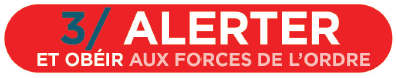 3/ ALERTER
ET OBÉIR AUX FORCES DE L'ORDRE